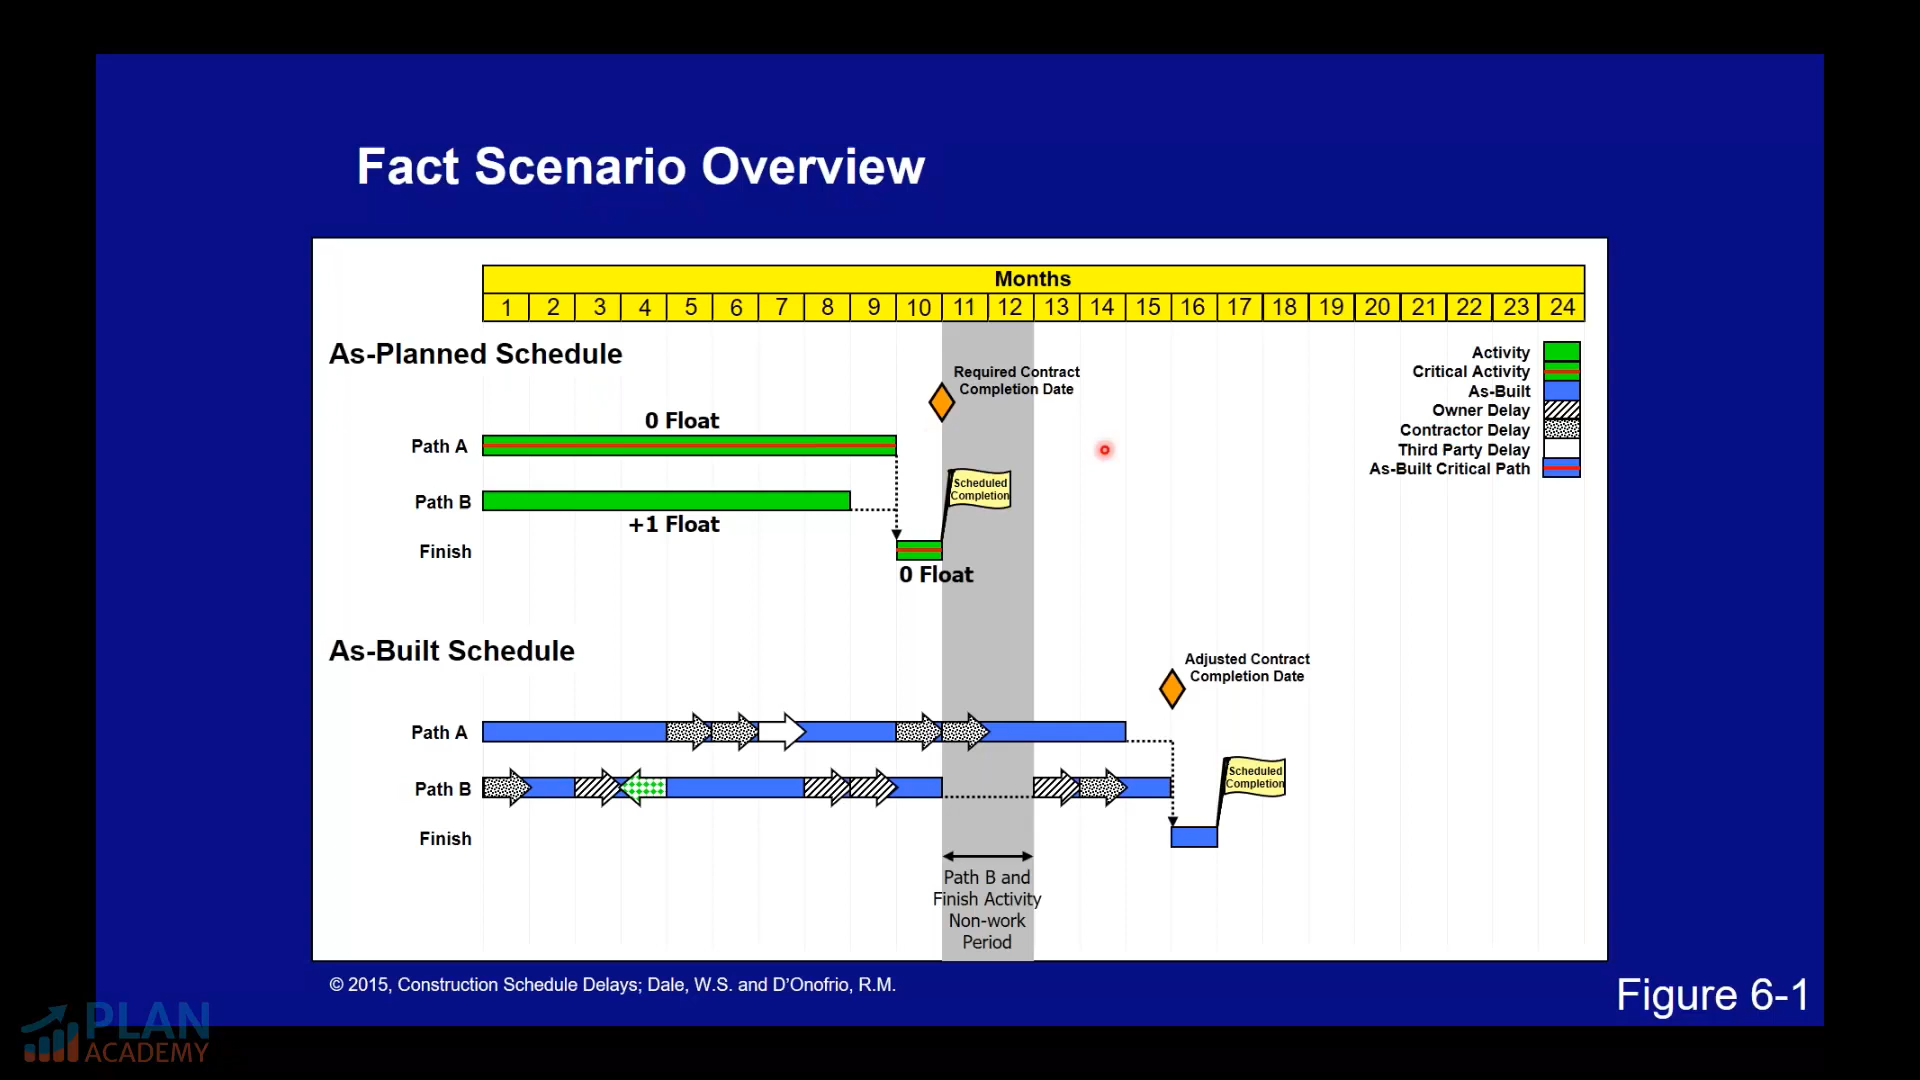 Fact Scenario Overview
Months
1 2 3 4 5 6 7 8 9 10 11 12 13 14 15 16 17 18 19 20 21 22 23 24
As-Planned Schedule
Required Contract
Completion Date
Activity
Critical Activity
As-Built
Owner Delay
Contractor Delay
Third Party Delay
As-Built Critical Path
0 Float
Path A
Scheduled
Completion
Path B
+1 Float
Finish
0 Float
As-Built Schedule
Adjusted Contract
Completion Date
Path A
Scheduled
Completion
Path B
Finish
Path B and
Finish Activity
Non-work
Period
© 2015, Construction Schedule Delays; Dale, W.S. and D’Onofrio, R.M.
Figure 6-1
PLAN
ACADEMY